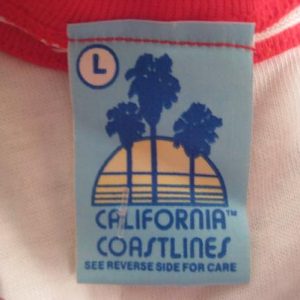 L
CALIFORNIA™
COASTLINES
SEE REVERSE SIDE FOR CARE